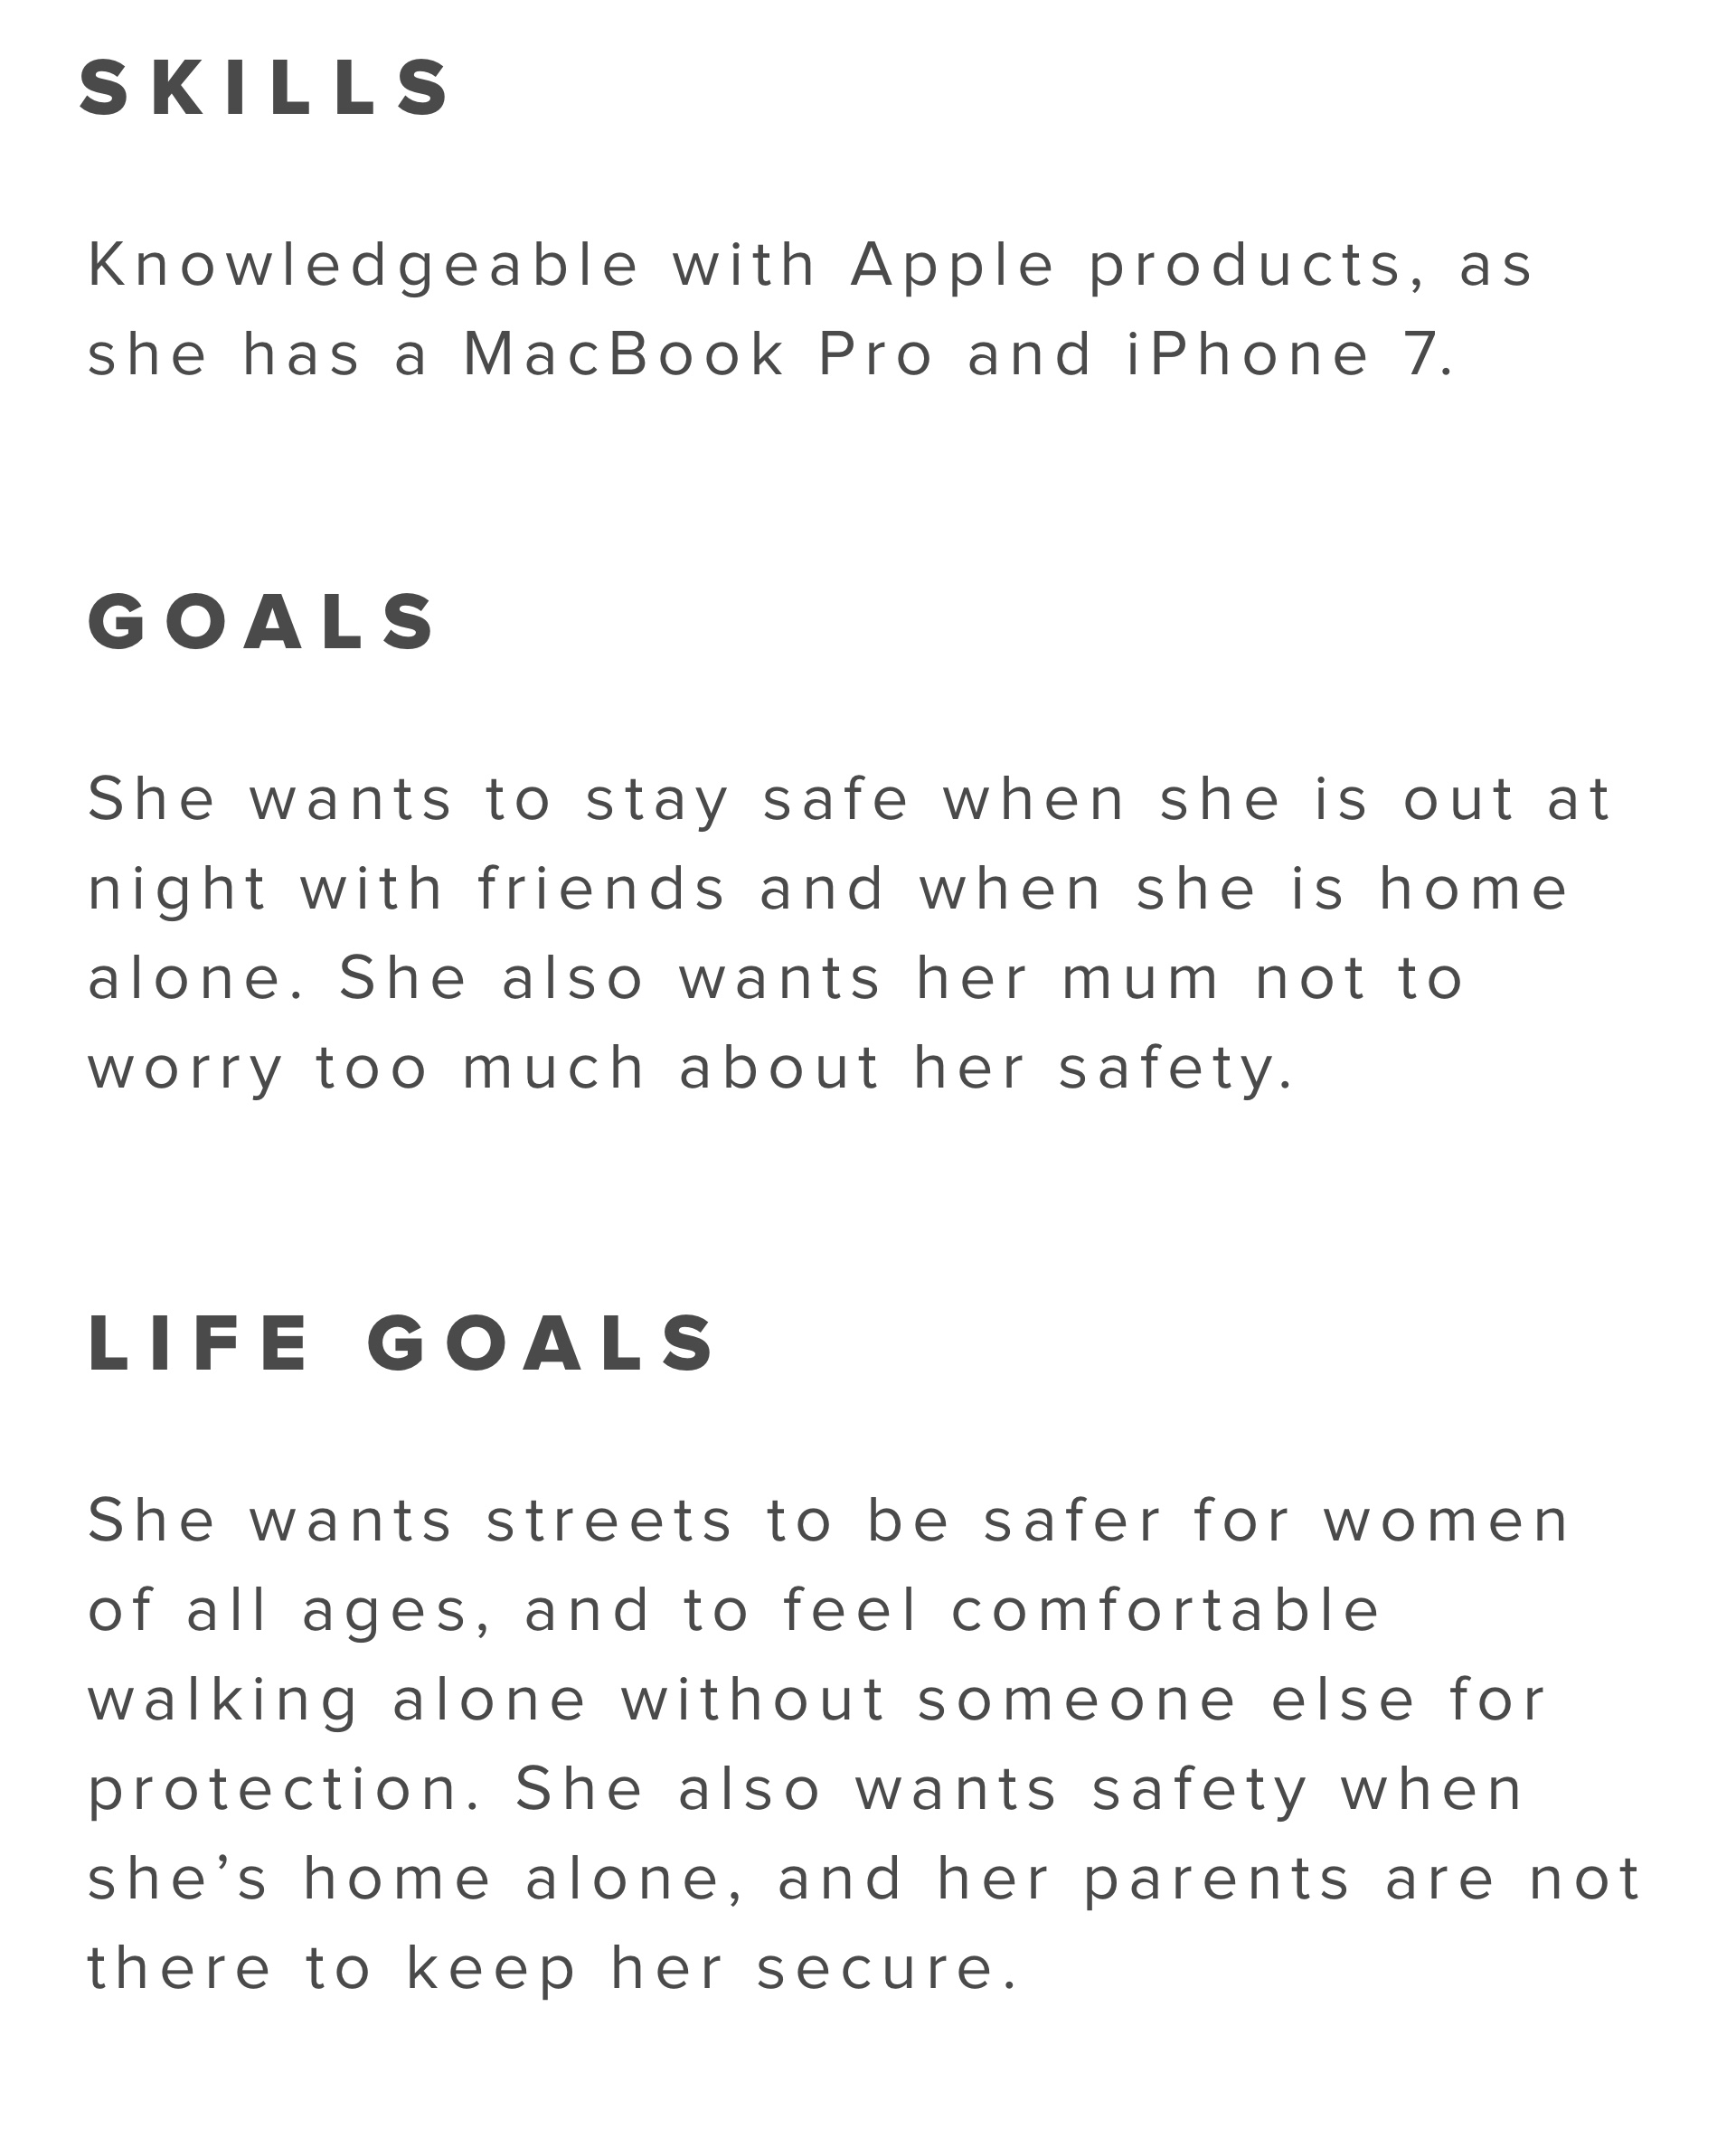 SKILLS
Knowledgeable with Apple products, as
she has a MacBook Pro and iPhone 7.
GOALS
She wants to stay safe when she is out at
night with friends and when she is home
alone. She also wants her mum not to
worry too much about her safety.
LIFE GOALS
She wants streets to be safer for women
of all ages, and to feel comfortable
walking alone without someone else for
protection. She also wants safety when
she’s home alone, and her parents are not
there to keep her secure.